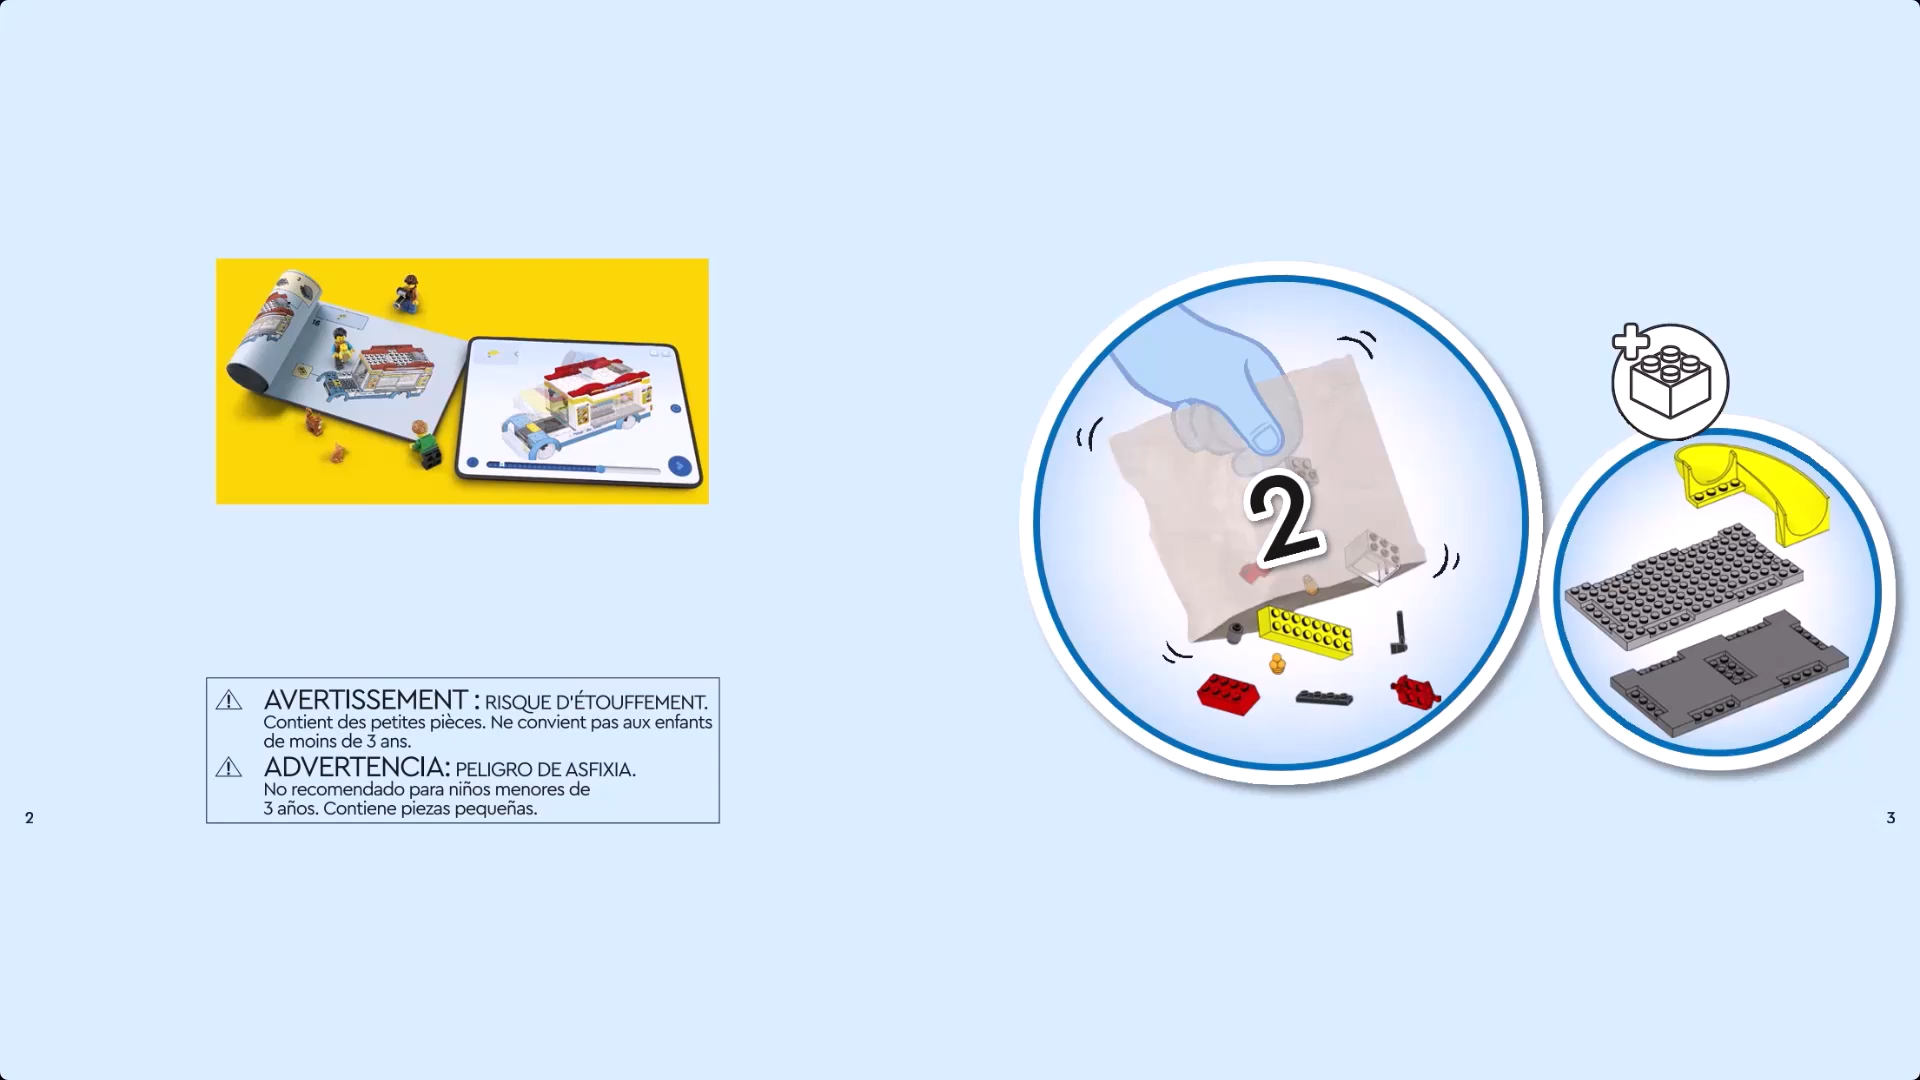 AVERTISSEMENT : RISQUE D'ÉTOUFFEMENT.
Contient des petites pièces. Ne convient pas aux enfants
de moins de 3 ans.
ADVERTENCIA: PELIGRO DE ASFIXIA.
No recomendado para niños menores de
3 años. Contiene piezas pequeñas.
2
16
2
3